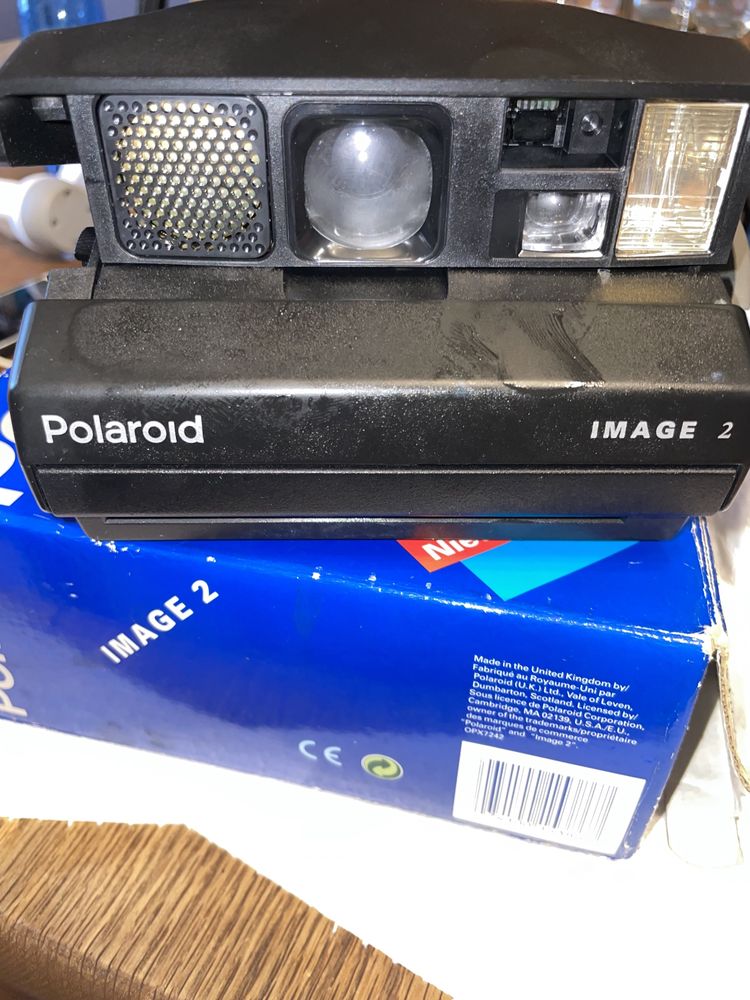 Polaroid
IMAGE 2
Nie
IMAGE 2
Made in the United Kingdom by/
Fabriqué au Royaume-Uni par
Polaroid (U.K.) Ltd., Vale of Leven,
Dumbarton, Scotland. Licensed by/
Sous licence de Polaroid Corporation,
Cambridge, MA 02139, U.S.A./E.U.,
owner of the trademarks/propriétaire
des marques de commerce
"Polaroid" and "Image 2".
OPX7242
CE